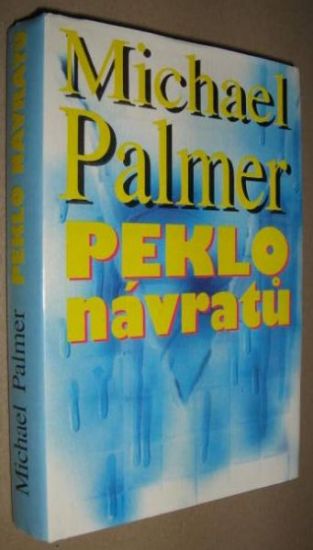 Michael
Palmer
PEKLO
návratů
Michael Palmer PEKLO NÁVRATŮ